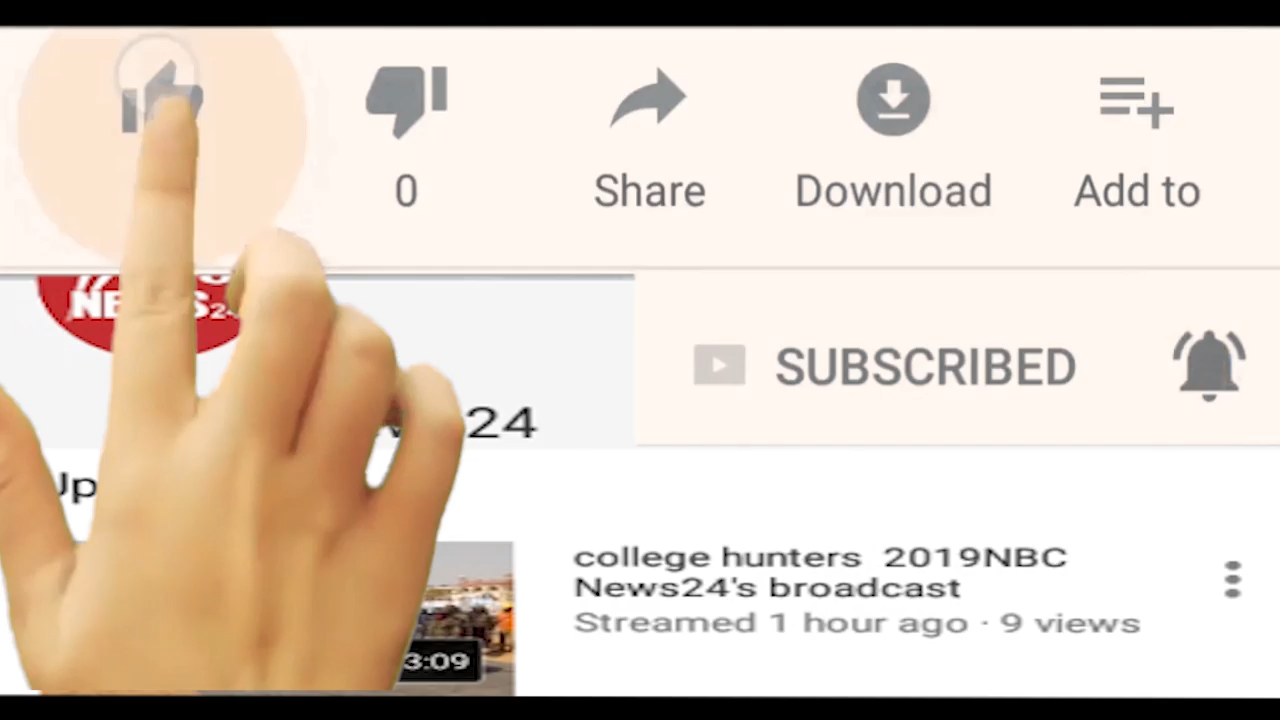 0
Share
Download
Add to
SUBSCRIBED
24
college hunters 2019NBC
News24's broadcast
Streamed 1 hour ago · 9 views
3:09